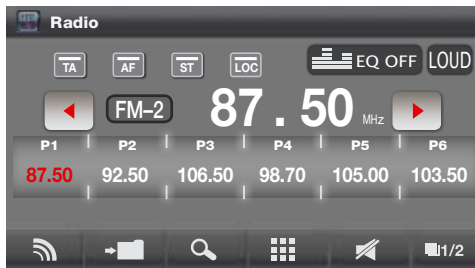 Radio
TA AF ST LOC EQ OFF LOUD
FM-2 87.50 MHz
P1 P2 P3 P4 P5 P6
87.50 92.50 106.50 98.70 105.00 103.50
1/2